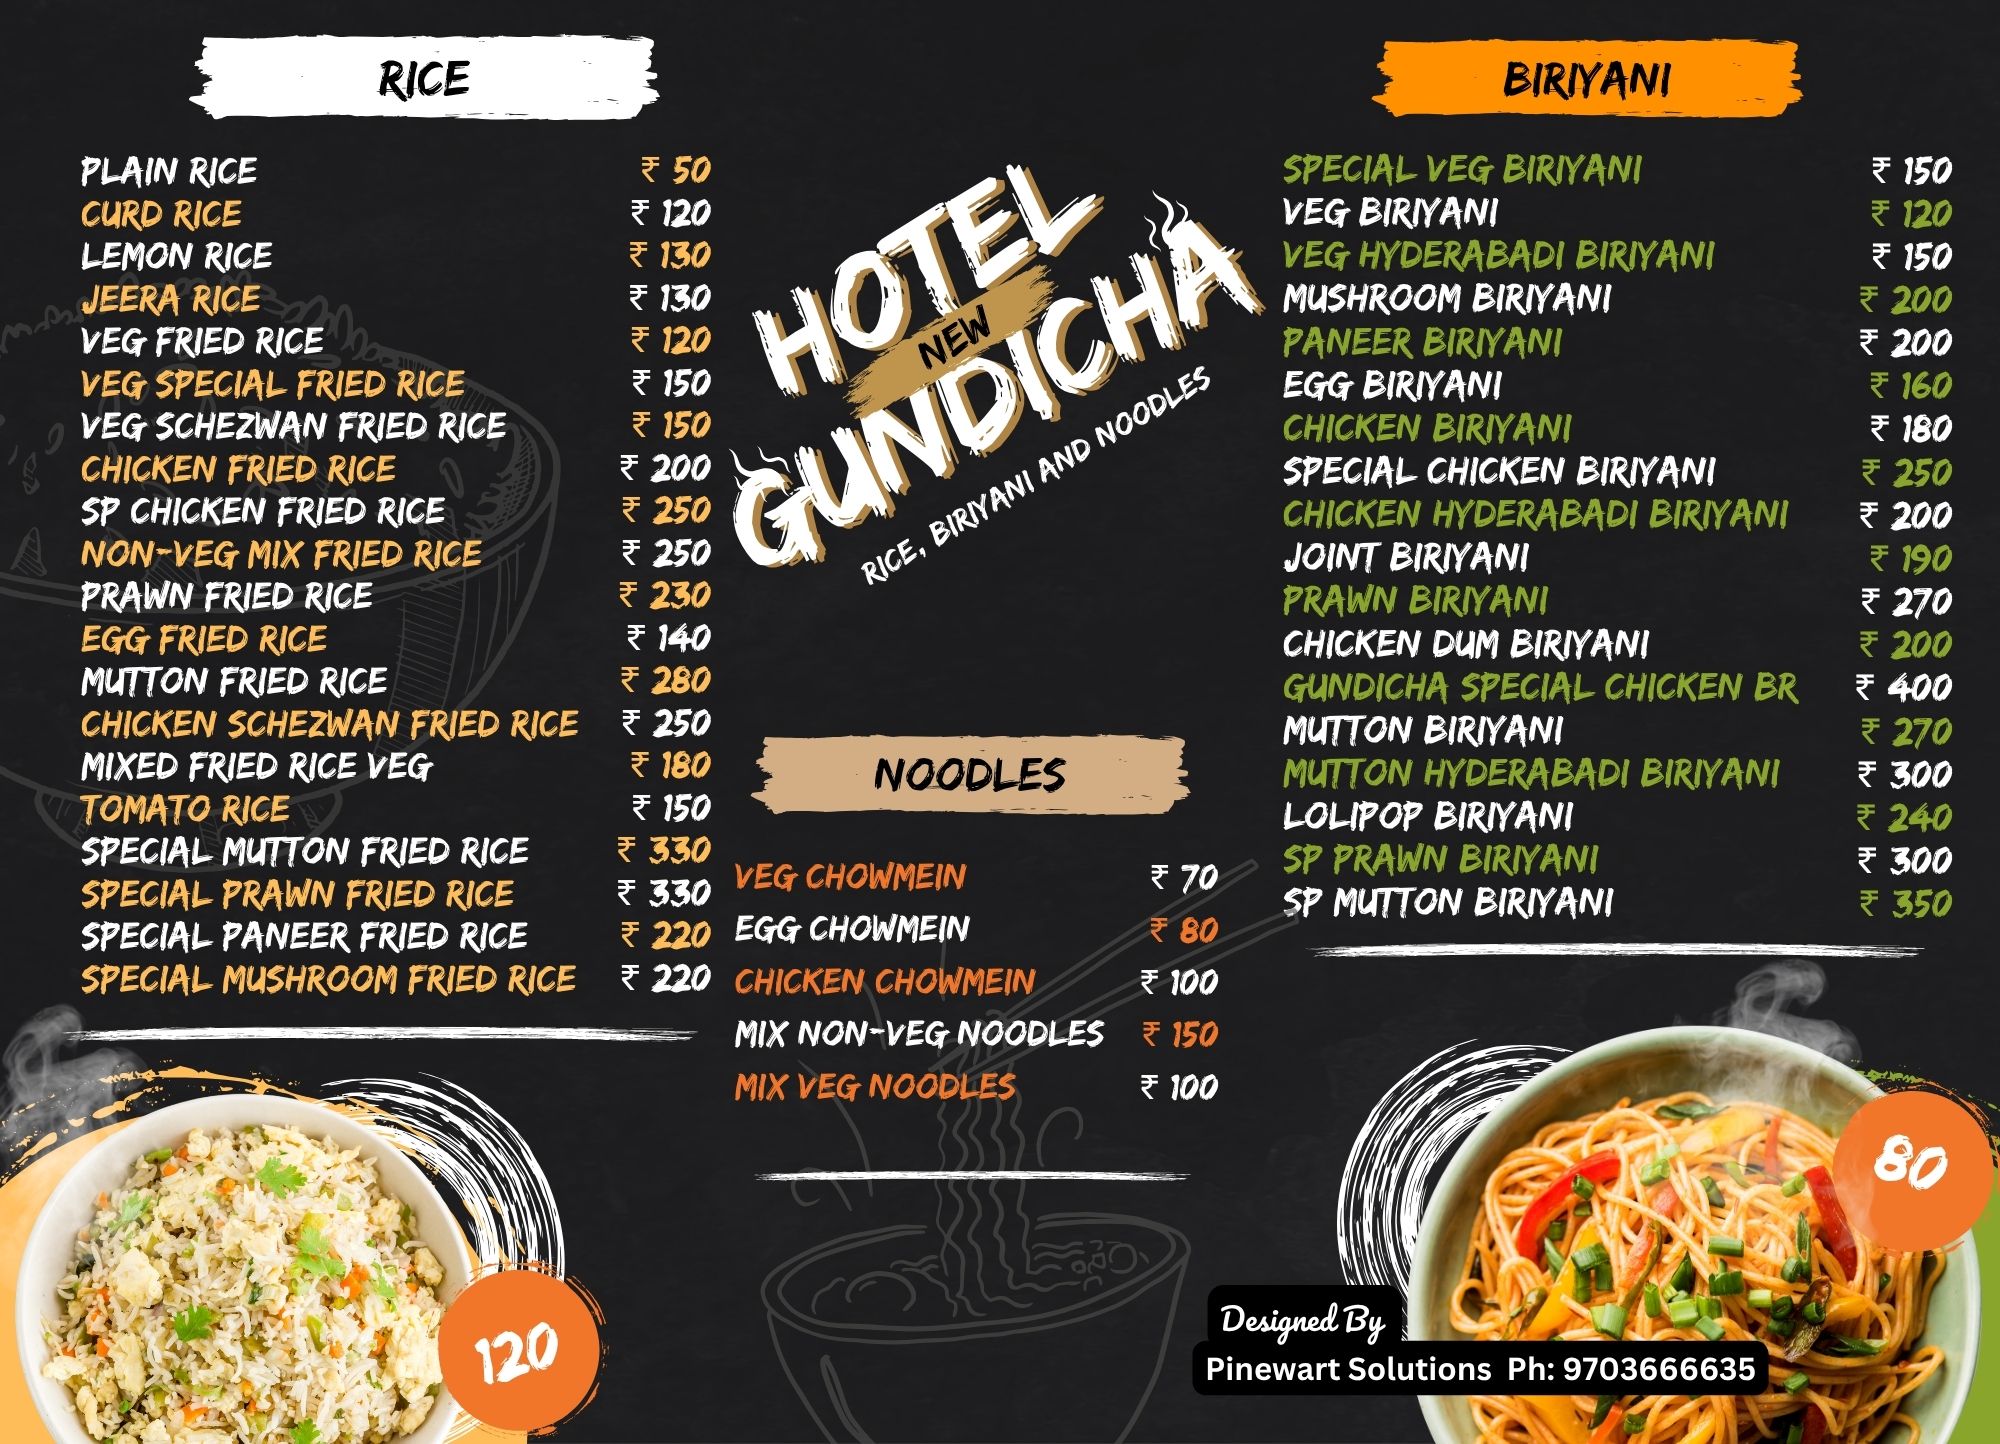 RICE
PLAIN RICE ₹ 50
CURD RICE ₹ 120
LEMON RICE ₹ 130
JEERA RICE ₹ 130
VEG FRIED RICE ₹ 120
VEG SPECIAL FRIED RICE ₹ 150
VEG SCHEZWAN FRIED RICE ₹ 150
CHICKEN FRIED RICE ₹ 200
SP CHICKEN FRIED RICE ₹ 250
NON-VEG MIX FRIED RICE ₹ 250
PRAWN FRIED RICE ₹ 230
EGG FRIED RICE ₹ 140
MUTTON FRIED RICE ₹ 280
CHICKEN SCHEZWAN FRIED RICE ₹ 250
MIXED FRIED RICE VEG ₹ 180
TOMATO RICE ₹ 150
SPECIAL MUTTON FRIED RICE ₹ 330
SPECIAL PRAWN FRIED RICE ₹ 330
SPECIAL PANEER FRIED RICE ₹ 220
SPECIAL MUSHROOM FRIED RICE ₹ 220
120
HOTEL
NEW
GUNDICHA
RICE, BIRIYANI AND NOODLES
NOODLES
VEG CHOWMEIN ₹ 70
EGG CHOWMEIN ₹ 80
CHICKEN CHOWMEIN ₹ 100
MIX NON-VEG NOODLES ₹ 150
MIX VEG NOODLES ₹ 100
BIRIYANI
SPECIAL VEG BIRIYANI ₹ 150
VEG BIRIYANI ₹ 120
VEG HYDERABADI BIRIYANI ₹ 150
MUSHROOM BIRIYANI ₹ 200
PANEER BIRIYANI ₹ 200
EGG BIRIYANI ₹ 160
CHICKEN BIRIYANI ₹ 180
SPECIAL CHICKEN BIRIYANI ₹ 250
CHICKEN HYDERABADI BIRIYANI ₹ 200
JOINT BIRIYANI ₹ 190
PRAWN BIRIYANI ₹ 270
CHICKEN DUM BIRIYANI ₹ 200
GUNDICHA SPECIAL CHICKEN BR ₹ 400
MUTTON BIRIYANI ₹ 270
MUTTON HYDERABADI BIRIYANI ₹ 300
LOLIPOP BIRIYANI ₹ 240
SP PRAWN BIRIYANI ₹ 300
SP MUTTON BIRIYANI ₹ 350
80
Designed By
Pinewart Solutions Ph: 9703666635